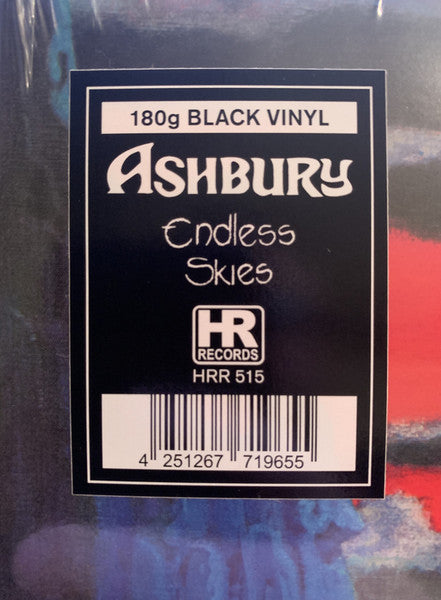 180g BLACK VINYL
ASHBURY
Endless
Skies
HR
RECORDS
HRR 515
4 251267 719655